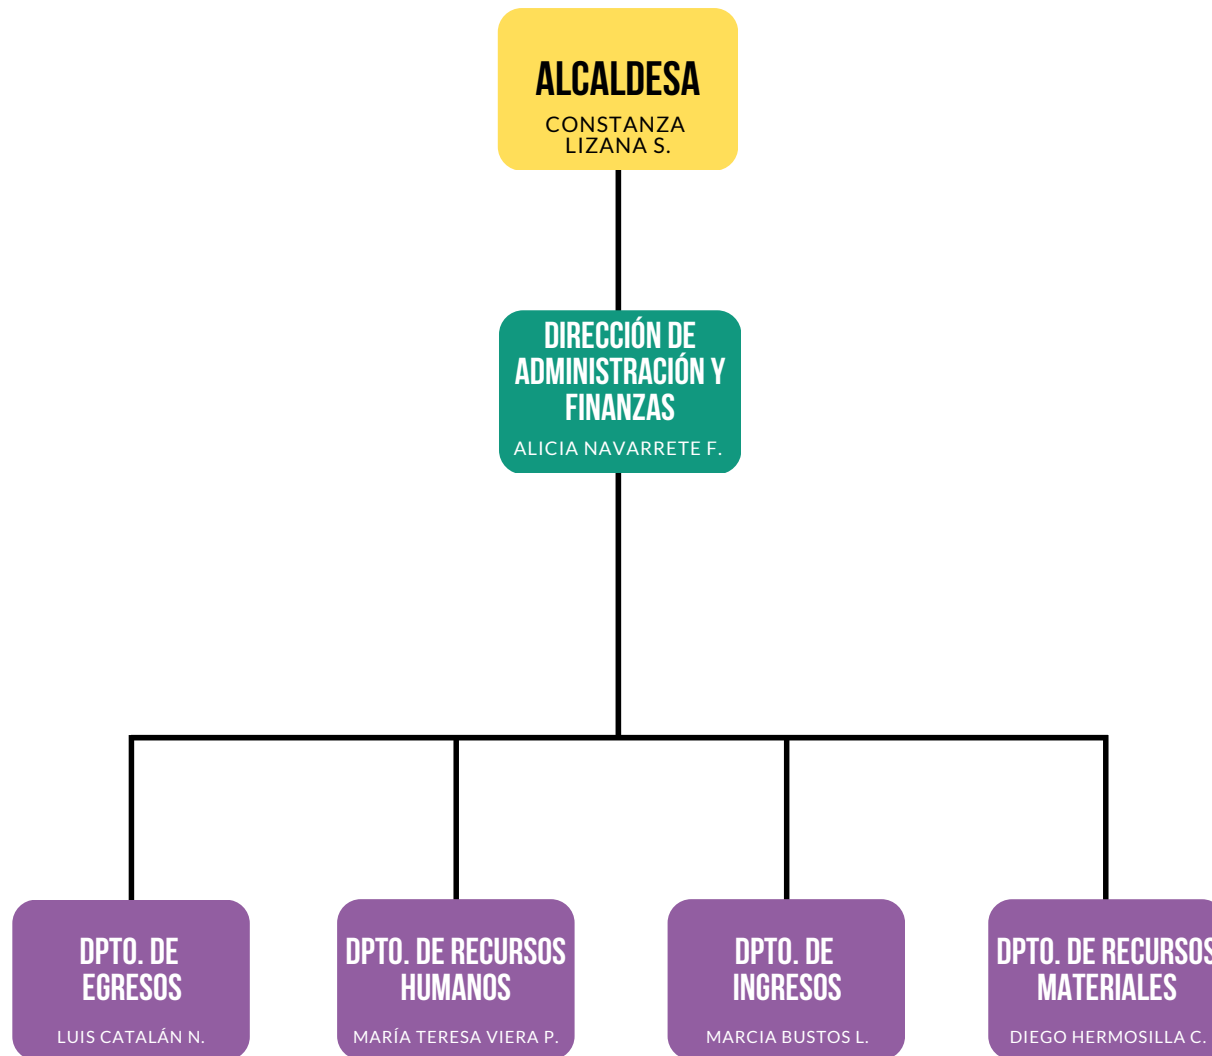 ALCALDESA
CONSTANZA
LIZANA S.
DIRECCIÓN DE
ADMINISTRACIÓN Y
FINANZAS
ALICIA NAVARRETE F.
DPTO. DE
EGRESOS
LUIS CATALÁN N.
DPTO. DE RECURSOS
HUMANOS
MARÍA TERESA VIERA P.
DPTO. DE
INGRESOS
MARCIA BUSTOS L.
DPTO. DE RECURSOS
MATERIALES
DIEGO HERMOSILLA C.